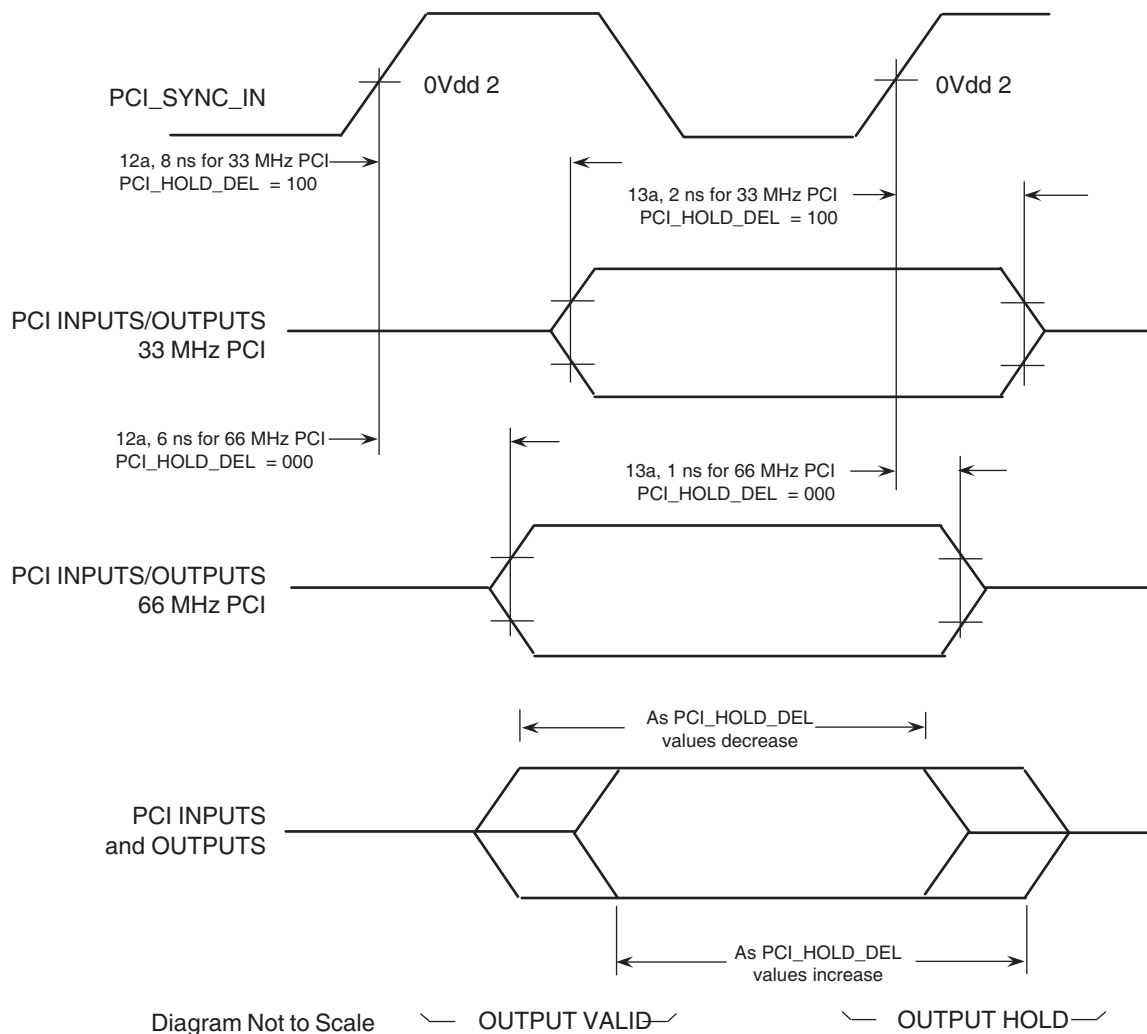 PCI_SYNC_IN
0Vdd 2
0Vdd 2
12a, 8 ns for 33 MHz PCI
PCI_HOLD_DEL = 100
13a, 2 ns for 33 MHz PCI
PCI_HOLD_DEL = 100
PCI INPUTS/OUTPUTS
33 MHz PCI
12a, 6 ns for 66 MHz PCI
PCI_HOLD_DEL = 000
13a, 1 ns for 66 MHz PCI
PCI_HOLD_DEL = 000
PCI INPUTS/OUTPUTS
66 MHz PCI
As PCI_HOLD_DEL
values decrease
PCI INPUTS
and OUTPUTS
As PCI_HOLD_DEL
values increase
Diagram Not to Scale
OUTPUT VALID
OUTPUT HOLD